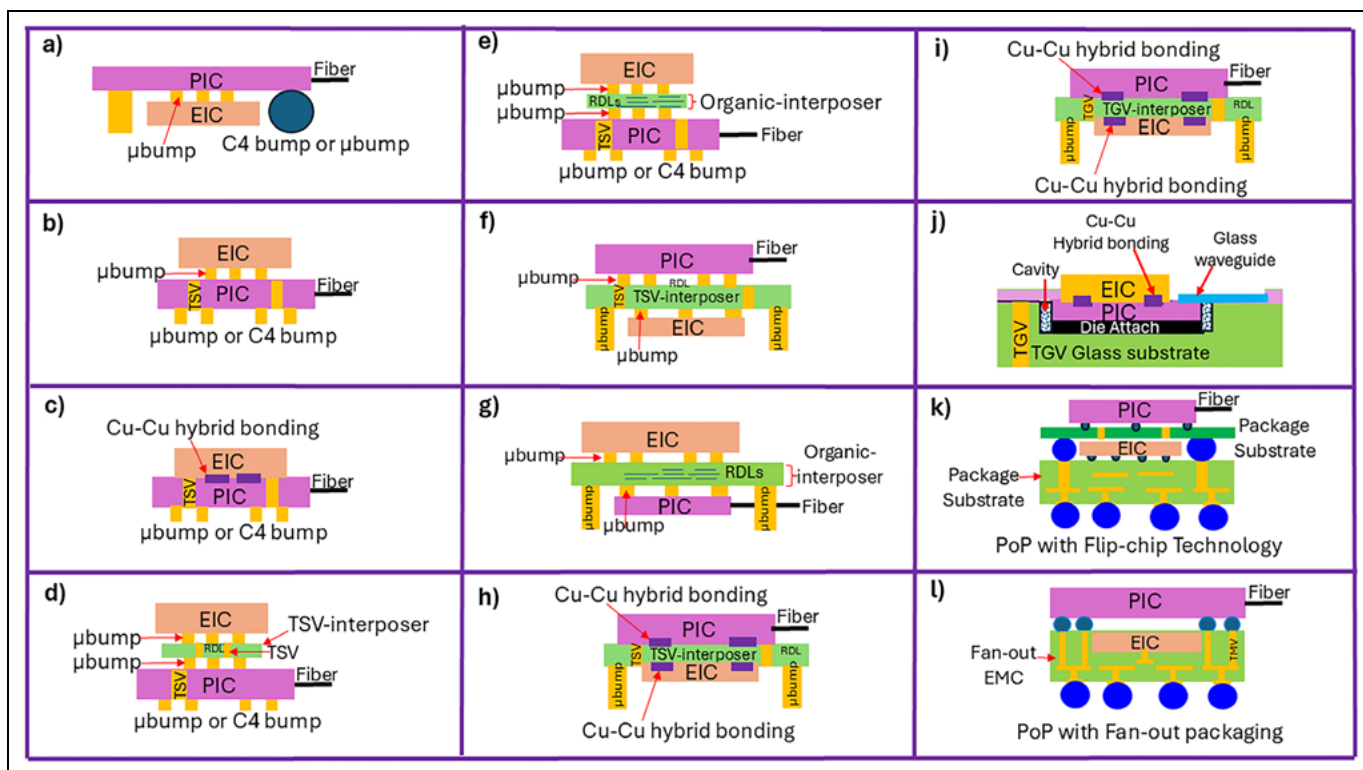 a)
PIC
Fiber
EIC
µbump
C4 bump or µbump
b)
EIC
µbump
TSV
PIC
Fiber
µbump or C4 bump
c)
Cu-Cu hybrid bonding
EIC
TSV
PIC
Fiber
µbump or C4 bump
d)
EIC
TSV-interposer
µbump
RDL
TSV
µbump
TSV
PIC
Fiber
µbump or C4 bump
e)
EIC
µbump
RDLs
Organic-interposer
µbump
TSV
PIC
Fiber
µbump or C4 bump
f)
Fiber
PIC
µbump
RDL
TSV
TSV-interposer
µbump
EIC
µbump
µbump
g)
EIC
µbump
Organic-
interposer
RDLs
µbump
PIC
µbump
Fiber
µbump
h)
Cu-Cu hybrid bonding
Fiber
PIC
TSV
TSV-interposer
RDL
µbump
EIC
µbump
Cu-Cu hybrid bonding
i)
Cu-Cu hybrid bonding
Fiber
PIC
TGV
TGV-interposer
RDL
µbump
EIC
µbump
Cu-Cu hybrid bonding
j)
Cu-Cu
Hybrid bonding
Glass
waveguide
Cavity
EIC
PIC
Die Attach
TGV
TGV Glass substrate
k)
Fiber
PIC
Package
Substrate
EIC
Package
Substrate
PoP with Flip-chip Technology
l)
PIC
Fiber
EIC
TMV
Fan-out
EMC
PoP with Fan-out packaging